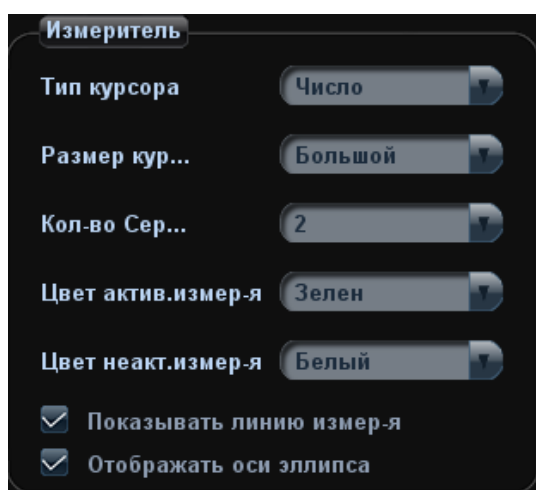 Измеритель
Тип курсора Число
Размер кур... Большой
Кол-во Сер... 2
Цвет актив.измер-я Зелен
Цвет неакт.измер-я Белый
Показывать линию измер-я
Отображать оси эллипса